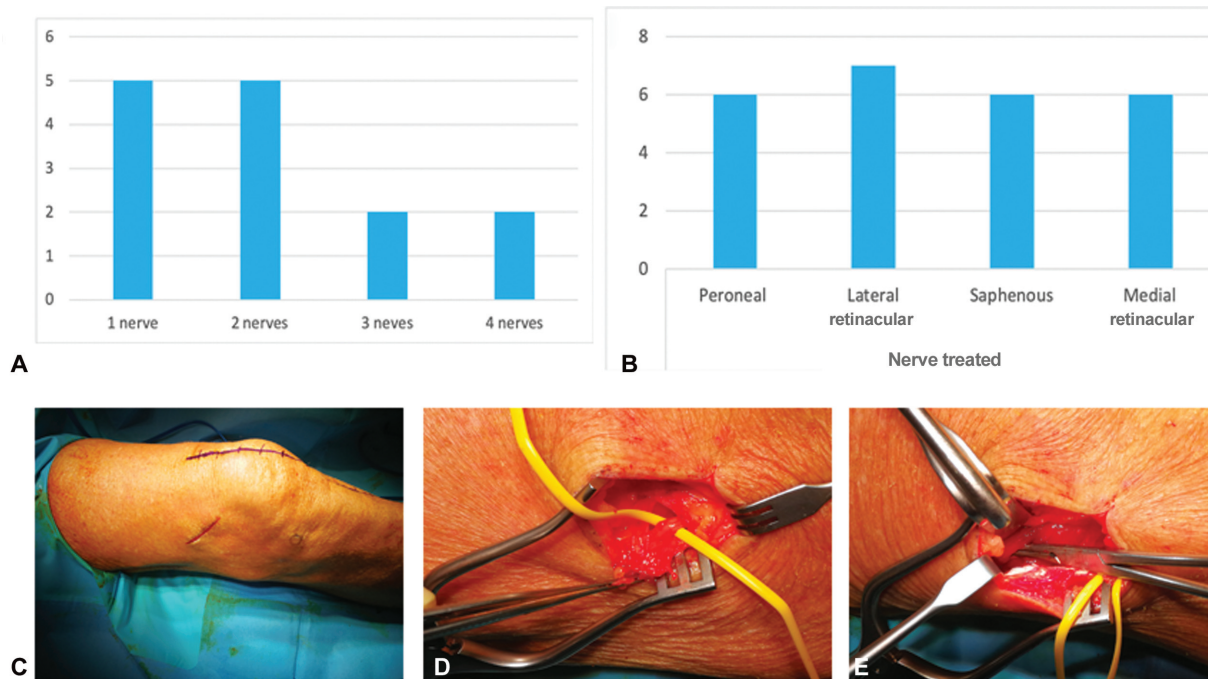 6
5
4
3
2
1
0
1 nerve
2 nerves
3 neves
4 nerves
A
8
6
4
2
0
Peroneal
Lateral
retinacular
Saphenous
Medial
retinacular
Nerve treated
B
C
D
E